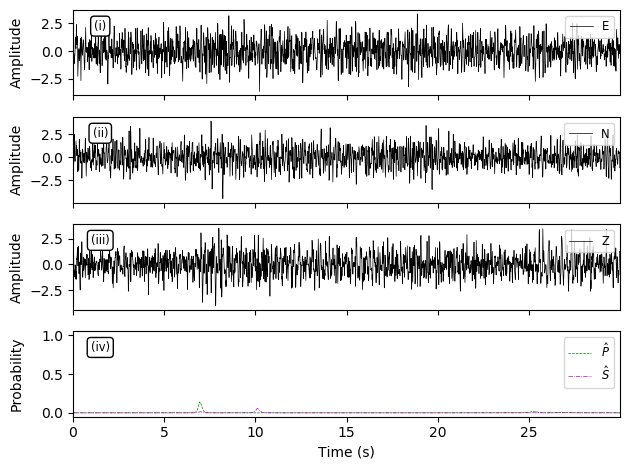 (i)
E
2.5
0.0
−2.5
Amplitude
(ii)
N
2.5
0.0
−2.5
Amplitude
(iii)
Z
2.5
0.0
−2.5
Amplitude
(iv)
P̂
Ŝ
1.0
0.5
0.0
Probability
0 5 10 15 20 25
Time (s)